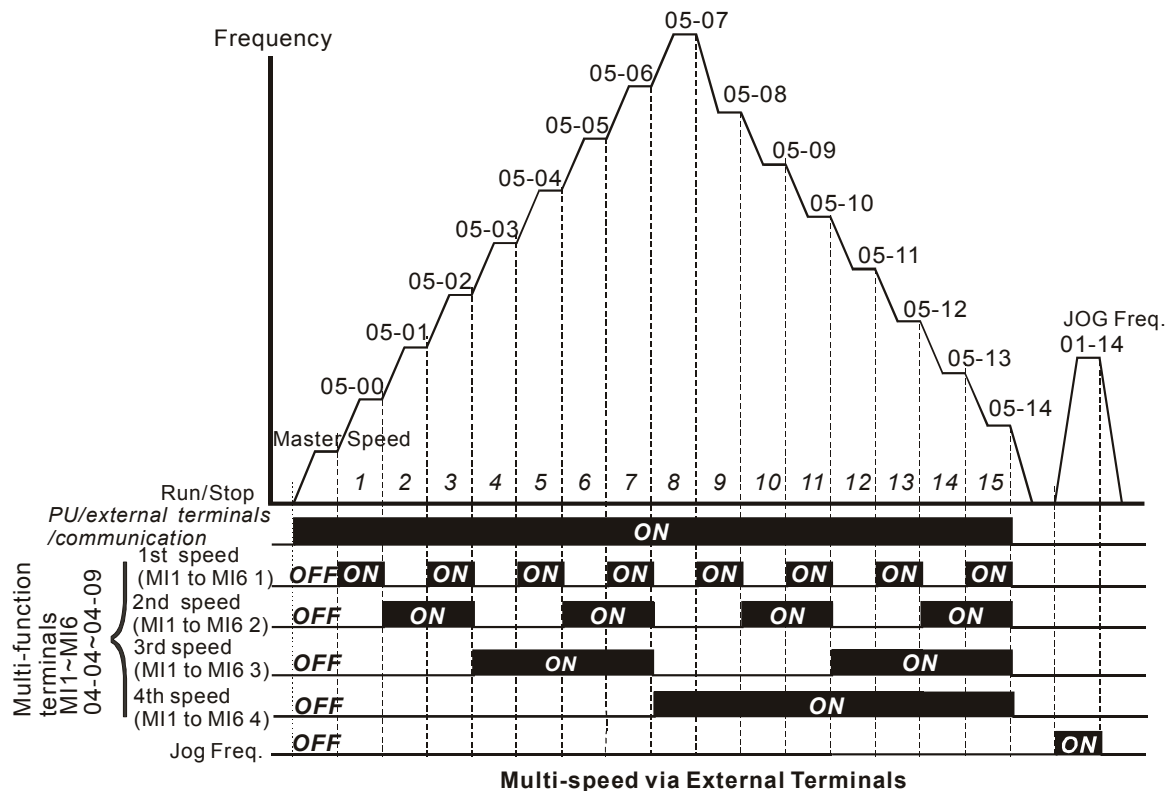 Frequency
05-07
05-06
05-08
05-05
05-09
05-04
05-10
05-03
05-11
05-02
05-12
JOG Freq.
01-14
05-01
05-13
05-00
05-14
Master Speed
1 2 3 4 5 6 7 8 9 10 11 12 13 14 15
Run/Stop
PU/external terminals
/communication
ON
Multi-function
terminals
MI1~MI6
04-04~04-09
1st speed
(MI1 to MI6 1)
OFF ON ON ON ON ON ON ON ON
2nd speed
(MI1 to MI6 2)
OFF ON ON ON ON
3rd speed
(MI1 to MI6 3)
OFF ON ON
4th speed
(MI1 to MI6 4)
OFF ON
Jog Freq.
OFF ON
Multi-speed via External Terminals